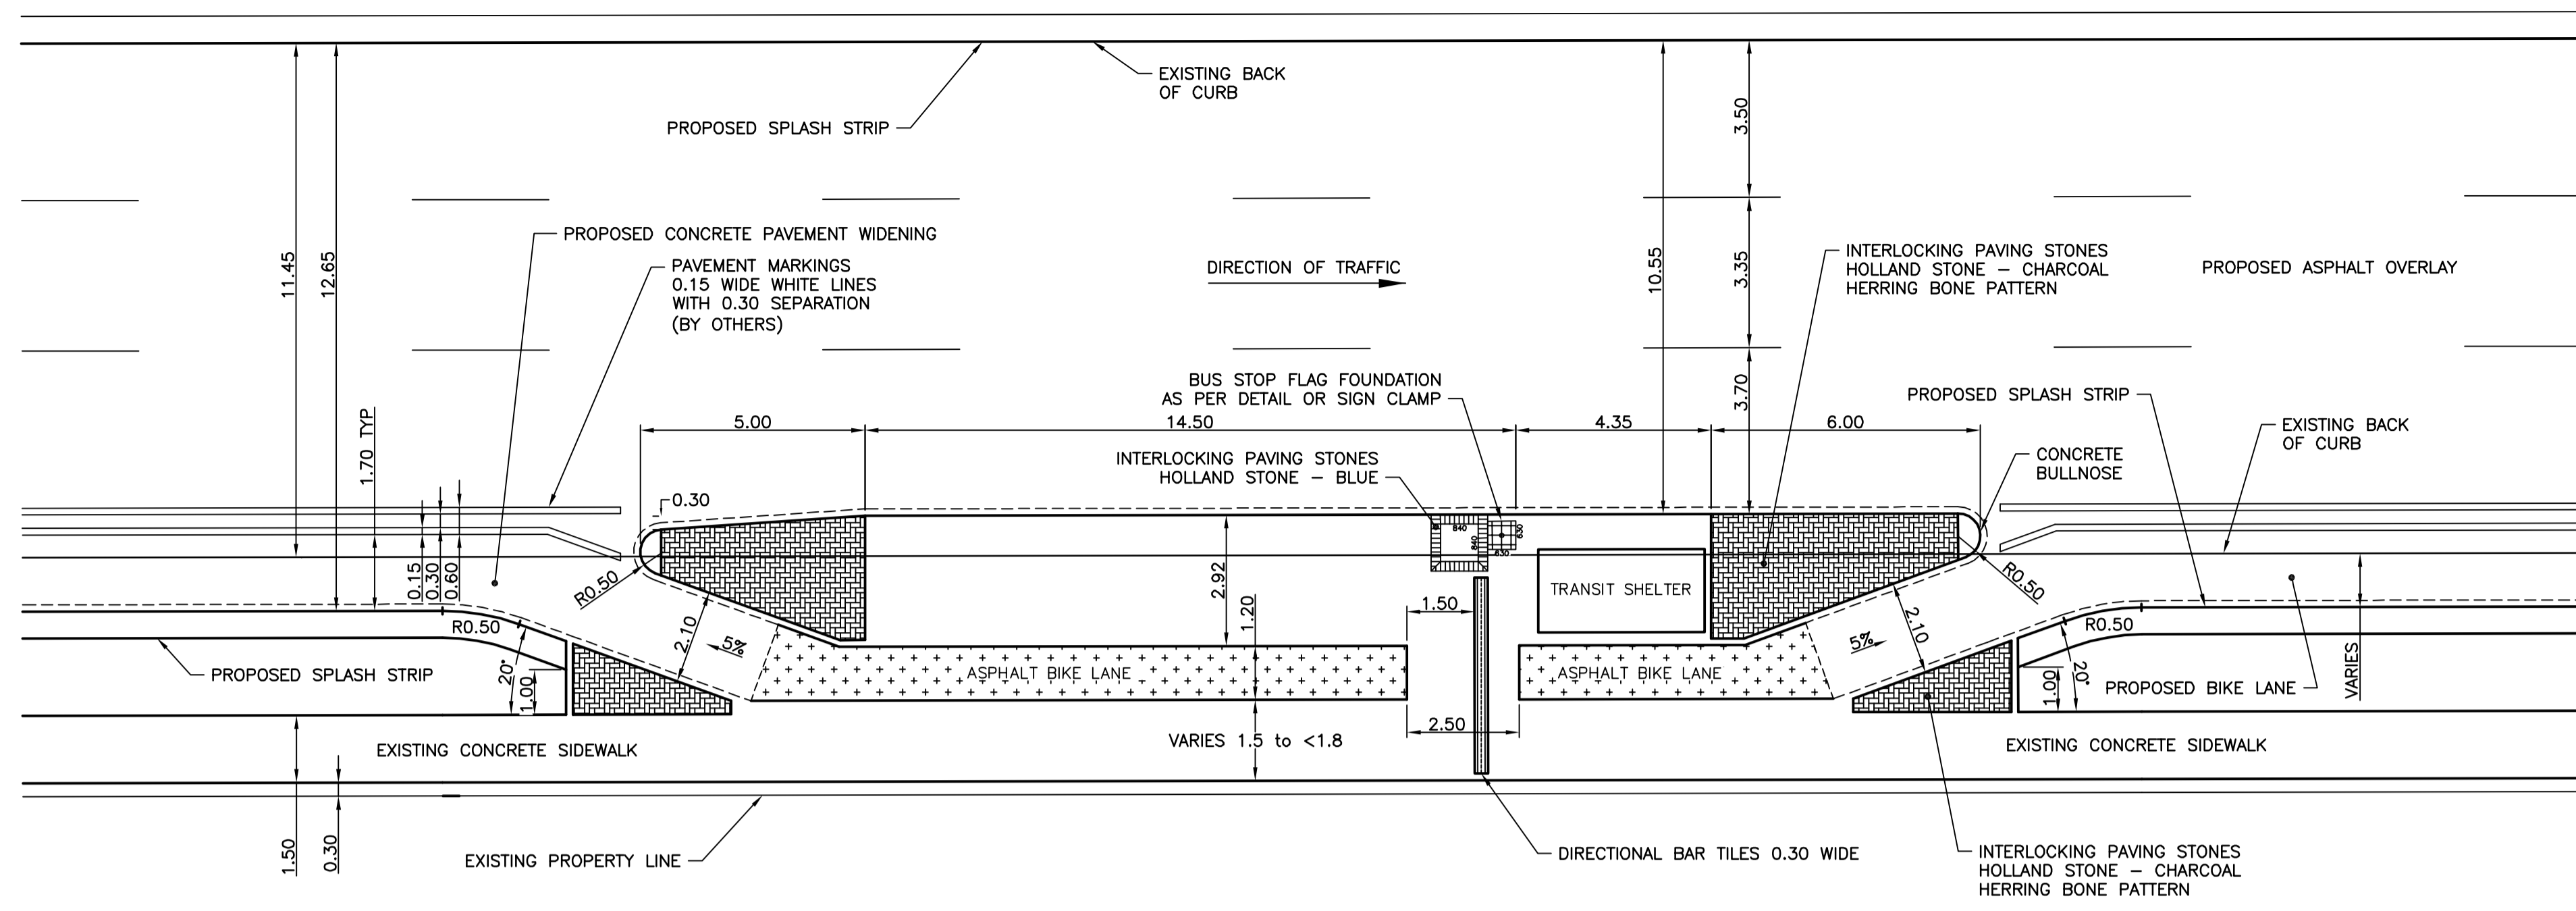 EXISTING BACK
OF CURB
PROPOSED SPLASH STRIP
3.50
PROPOSED CONCRETE PAVEMENT WIDENING
PAVEMENT MARKINGS
0.15 WIDE WHITE LINES
WITH 0.30 SEPARATION
(BY OTHERS)
11.45
12.65
DIRECTION OF TRAFFIC
10.55
3.35
INTERLOCKING PAVING STONES
HOLLAND STONE – CHARCOAL
HERRING BONE PATTERN
PROPOSED ASPHALT OVERLAY
BUS STOP FLAG FOUNDATION
AS PER DETAIL OR SIGN CLAMP
3.70
PROPOSED SPLASH STRIP
1.70 TYP
5.00
14.50
4.35
6.00
EXISTING BACK
OF CURB
INTERLOCKING PAVING STONES
HOLLAND STONE – BLUE
CONCRETE
BULLNOSE
0.30
840
840
830
830
0.15
0.30
0.60
R0.50
2.92
1.20
1.50
TRANSIT SHELTER
R0.50
R0.50
2.10
5%
5%
2.10
R0.50
PROPOSED SPLASH STRIP
20°
1.00
ASPHALT BIKE LANE
ASPHALT BIKE LANE
1.00
20°
PROPOSED BIKE LANE
VARIES
2.50
EXISTING CONCRETE SIDEWALK
VARIES 1.5 to <1.8
EXISTING CONCRETE SIDEWALK
1.50
0.30
EXISTING PROPERTY LINE
DIRECTIONAL BAR TILES 0.30 WIDE
INTERLOCKING PAVING STONES
HOLLAND STONE – CHARCOAL
HERRING BONE PATTERN